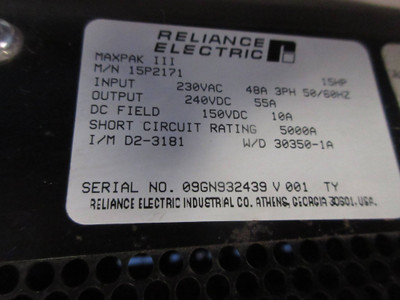 RELIANCE
ELECTRIC
MAXPAK III
M/N 15P2171 15HP
INPUT 230VAC 48A 3PH 50/60HZ
OUTPUT 240VDC 55A
DC FIELD 150VDC 10A
SHORT CIRCUIT RATING 5000A
I/M D2-3181 W/D 30350-1A
SERIAL NO. 09GN932439 V 001 TY
RELIANCE ELECTRIC INDUSTRIAL CO. ATHENS, GEORGIA 30601. USA.